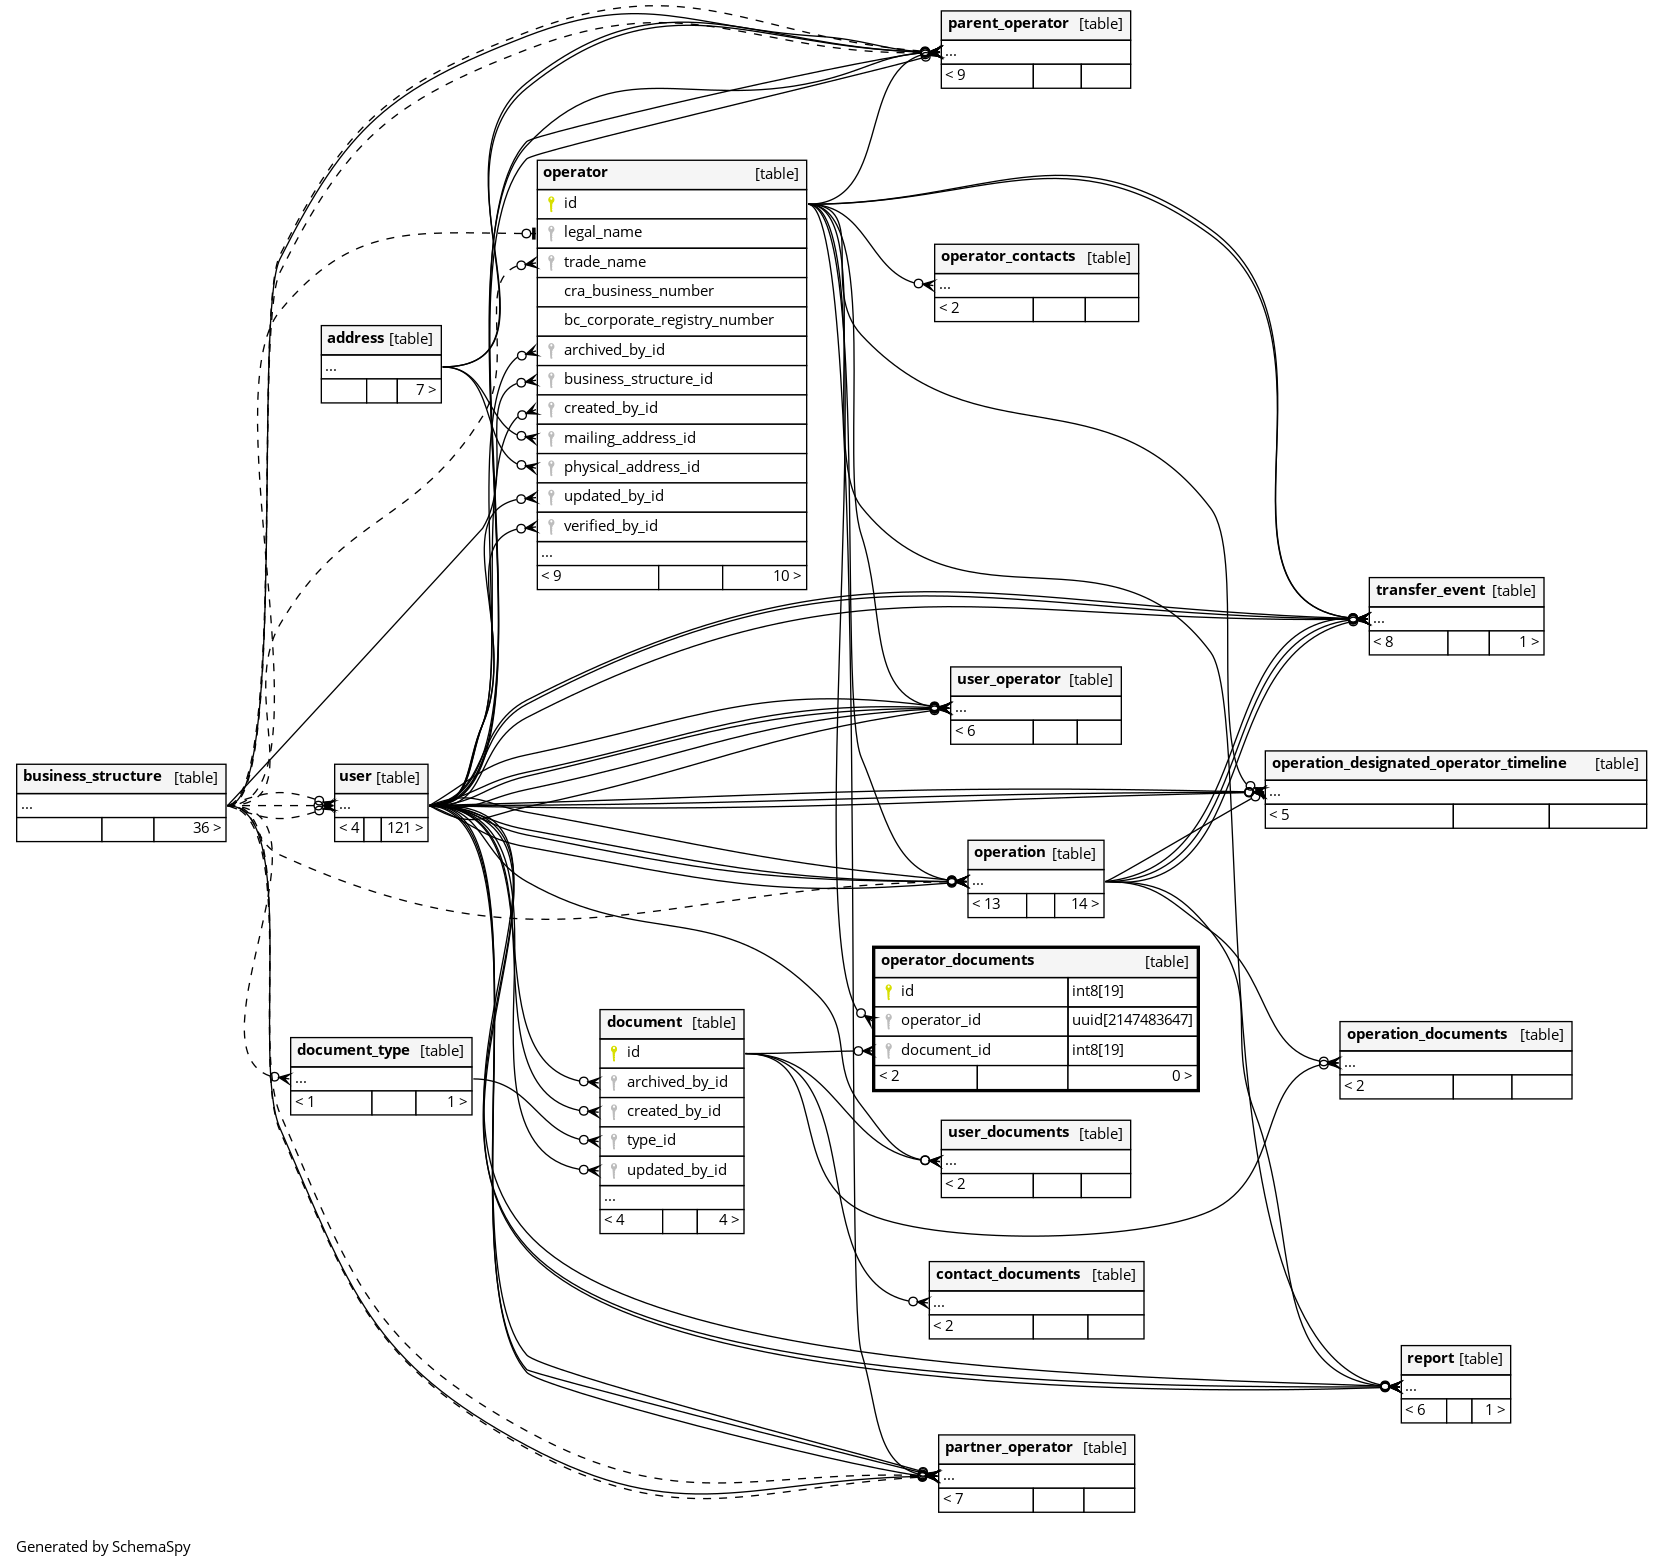 parent_operator [table]
...
< 9
operator [table]
id
legal_name
trade_name
cra_business_number
bc_corporate_registry_number
archived_by_id
business_structure_id
created_by_id
mailing_address_id
physical_address_id
updated_by_id
verified_by_id
...
< 9 10 >
operator_contacts [table]
...
< 2
address [table]
...
7 >
transfer_event [table]
...
< 8 1 >
user_operator [table]
...
< 6
business_structure [table]
...
36 >
user [table]
...
< 4 121 >
operation_designated_operator_timeline [table]
...
< 5
operation [table]
...
< 13 14 >
operator_documents [table]
id int8[19]
operator_id uuid[2147483647]
document_id int8[19]
< 2 0 >
document [table]
id
archived_by_id
created_by_id
type_id
updated_by_id
...
< 4 4 >
document_type [table]
...
< 1 1 >
operation_documents [table]
...
< 2
user_documents [table]
...
< 2
contact_documents [table]
...
< 2
report [table]
...
< 6 1 >
partner_operator [table]
...
< 7
Generated by SchemaSpy